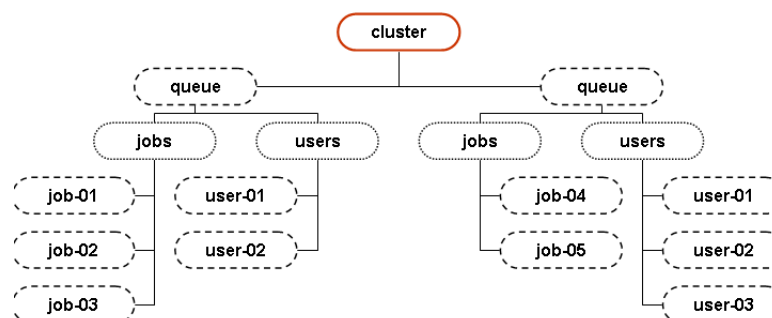 cluster
queue
queue
jobs
users
jobs
users
job-01
user-01
job-04
user-01
job-02
user-02
job-05
user-02
job-03
user-03